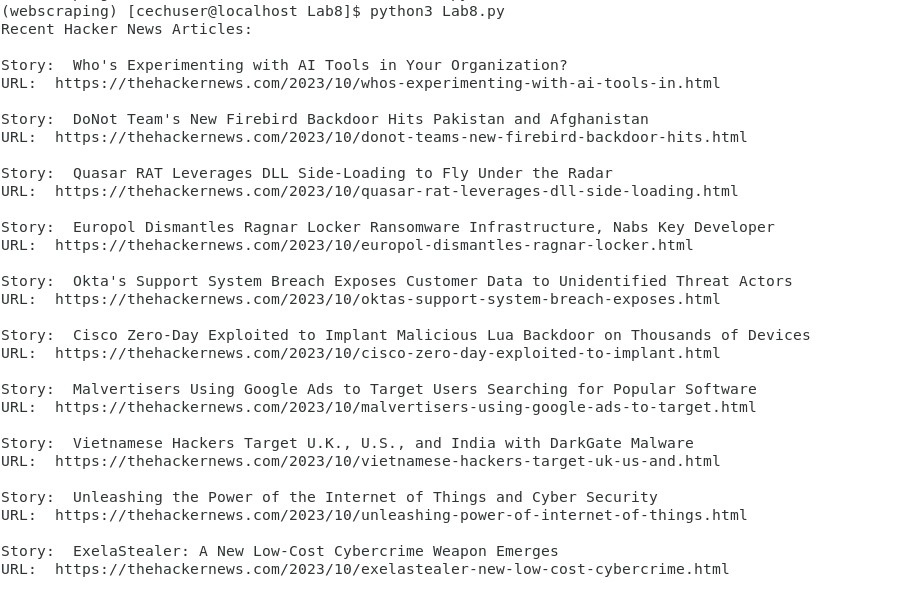 (webscraping) [cechuser@localhost Lab8]$ python3 Lab8.py
Recent Hacker News Articles:

Story:  Who's Experimenting with AI Tools in Your Organization?
URL:  https://thehackernews.com/2023/10/whos-experimenting-with-ai-tools-in.html

Story:  DoNot Team's New Firebird Backdoor Hits Pakistan and Afghanistan
URL:  https://thehackernews.com/2023/10/donot-teams-new-firebird-backdoor-hits.html

Story:  Quasar RAT Leverages DLL Side-Loading to Fly Under the Radar
URL:  https://thehackernews.com/2023/10/quasar-rat-leverages-dll-side-loading.html

Story:  Europol Dismantles Ragnar Locker Ransomware Infrastructure, Nabs Key Developer
URL:  https://thehackernews.com/2023/10/europol-dismantles-ragnar-locker.html

Story:  Okta's Support System Breach Exposes Customer Data to Unidentified Threat Actors
URL:  https://thehackernews.com/2023/10/oktas-support-system-breach-exposes.html

Story:  Cisco Zero-Day Exploited to Implant Malicious Lua Backdoor on Thousands of Devices
URL:  https://thehackernews.com/2023/10/cisco-zero-day-exploited-to-implant.html

Story:  Malvertisers Using Google Ads to Target Users Searching for Popular Software
URL:  https://thehackernews.com/2023/10/malvertisers-using-google-ads-to-target.html

Story:  Vietnamese Hackers Target U.K., U.S., and India with DarkGate Malware
URL:  https://thehackernews.com/2023/10/vietnamese-hackers-target-uk-us-and.html

Story:  Unleashing the Power of the Internet of Things and Cyber Security
URL:  https://thehackernews.com/2023/10/unleashing-power-of-internet-of-things.html

Story:  ExelaStealer: A New Low-Cost Cybercrime Weapon Emerges
URL:  https://thehackernews.com/2023/10/exelastealer-new-low-cost-cybercrime.html